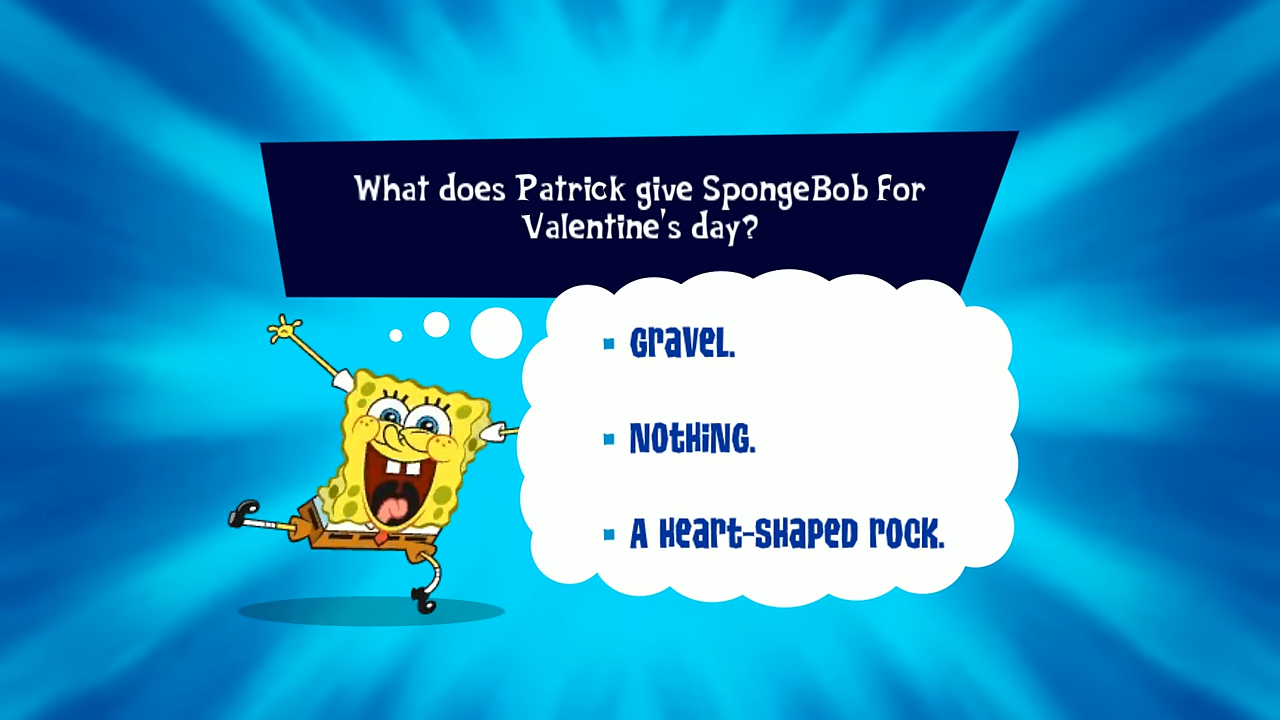 What does Patrick give SpongeBob for
Valentine's day?
Gravel.
Nothing.
A heart-shaped rock.